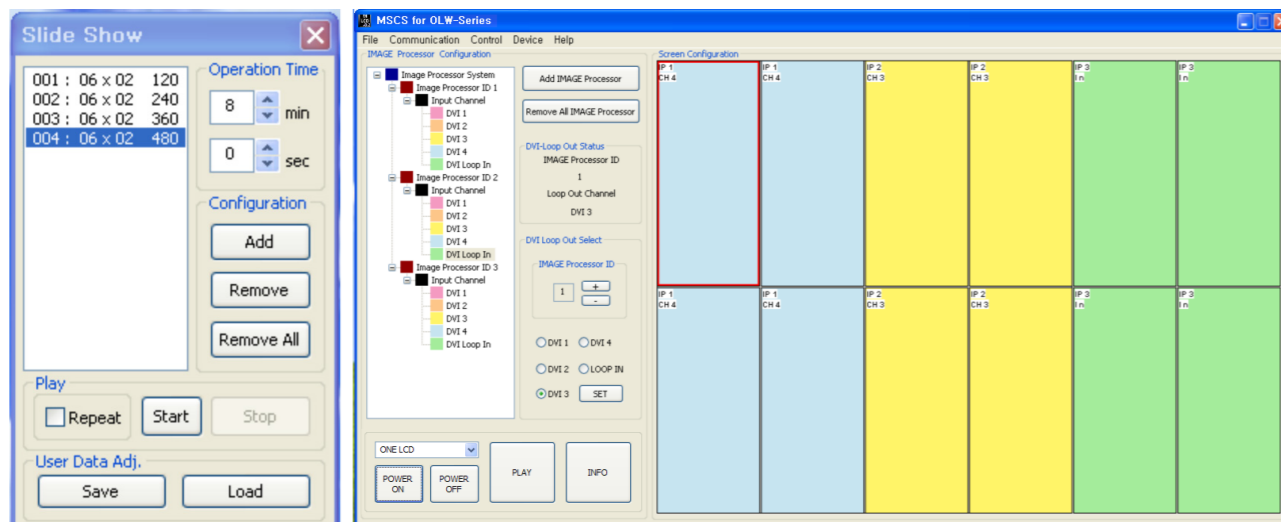 Slide Show
001 : 06 x 02 120
002 : 06 x 02 240
003 : 06 x 02 360
004 : 06 x 02 480
Operation Time
8 min
0 sec
Configuration
Add
Remove
Remove All
Play
Repeat
Start
Stop
User Data Adj.
Save
Load
MSCS for OLW-Series
File Communication Control Device Help
IMAGE Processor Configuration
Image Processor System
Image Processor ID 1
Input Channel
DVI 1
DVI 2
DVI 3
DVI 4
DVI Loop In
Image Processor ID 2
Input Channel
DVI 1
DVI 2
DVI 3
DVI 4
DVI Loop In
Image Processor ID 3
Input Channel
DVI 1
DVI 2
DVI 3
DVI 4
DVI Loop In
Add IMAGE Processor
Remove All IMAGE Processor
DVI-Loop Out Status
IMAGE Processor ID
1
Loop Out Channel
DVI 3
DVI Loop Out Select
IMAGE Processor ID
1
+
-
DVI 1 DVI 4
DVI 2 LOOP IN
DVI 3 SET
ONE LCD
POWER ON
POWER OFF
PLAY
INFO
Screen Configuration
IP 1 IP 1 IP 2 IP 2 IP 3 IP 3
CH 4 CH 4 CH 3 CH 3 In In
IP 1 IP 1 IP 2 IP 2 IP 3 IP 3
CH 4 CH 4 CH 3 CH 3 In In